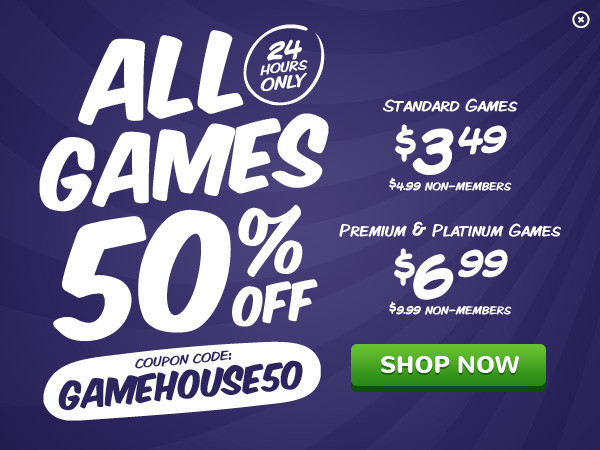 ALL
GAMES
50% OFF
24
HOURS
ONLY
COUPON CODE:
GAMEHOUSE50
STANDARD GAMES
$3.49
$4.99 NON-MEMBERS
PREMIUM & PLATINUM GAMES
$6.99
$9.99 NON-MEMBERS
SHOP NOW